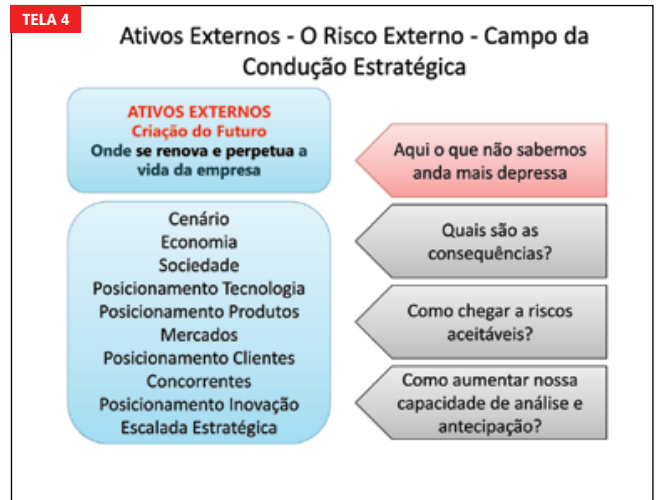 TELA 4
Ativos Externos - O Risco Externo - Campo da
Condução Estratégica
ATIVOS EXTERNOS
Criação do Futuro
Onde se renova e perpetua a
vida da empresa
Cenário
Economia
Sociedade
Posicionamento Tecnologia
Posicionamento Produtos
Mercados
Posicionamento Clientes
Concorrentes
Posicionamento Inovação
Escalada Estratégica
Aqui o que não sabemos
anda mais depressa
Quais são as
consequências?
Como chegar a riscos
aceitáveis?
Como aumentar nossa
capacidade de análise e
antecipação?